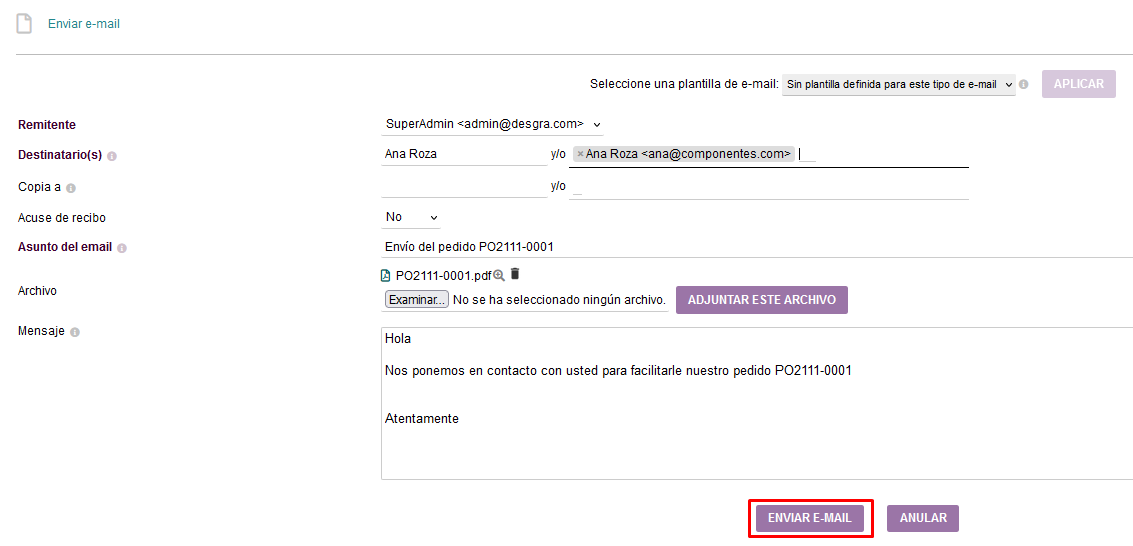 Enviar e-mail
Seleccione una plantilla de e-mail: Sin plantilla definida para este tipo de e-mail APLICAR
Remitente SuperAdmin <admin@desgra.com>
Destinatario(s) Ana Roza y/o × Ana Roza <ana@componentes.com>
Copia a y/o
Acuse de recibo No
Asunto del email Envío del pedido PO2111-0001
PO2111-0001.pdf
Archivo Examinar... No se ha seleccionado ningún archivo. ADJUNTAR ESTE ARCHIVO
Mensaje
Hola
Nos ponemos en contacto con usted para facilitarle nuestro pedido PO2111-0001
Atentamente
ENVIAR E-MAIL ANULAR